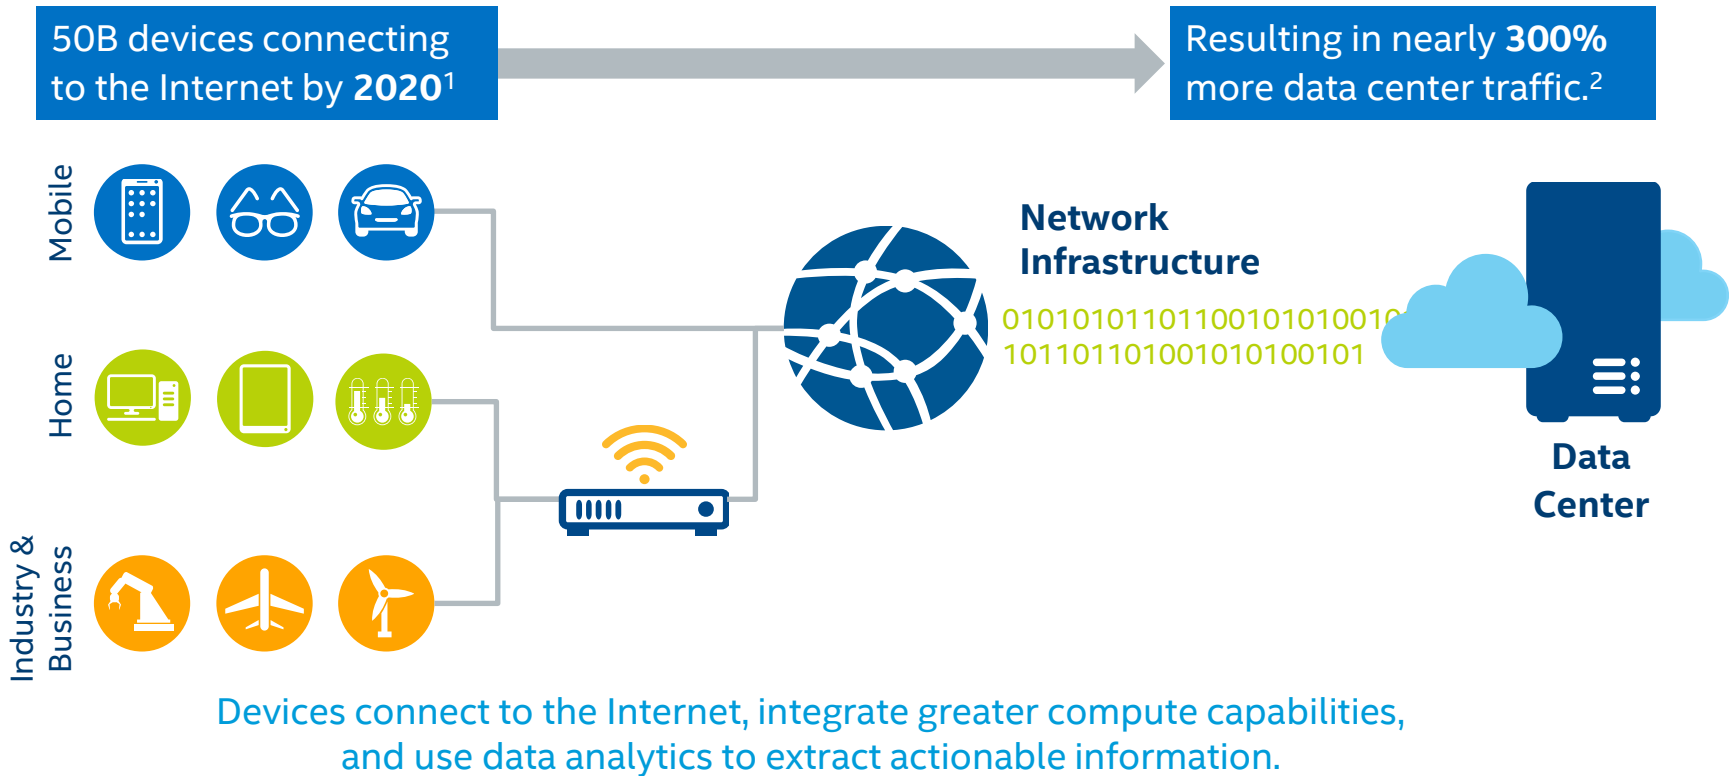 50B devices connecting
to the Internet by 2020¹
Resulting in nearly 300%
more data center traffic.²
Mobile
Home
Industry &
Business
Network
Infrastructure
01010101101100101010010
101101101001010100101
Data
Center
Devices connect to the Internet, integrate greater compute capabilities,
and use data analytics to extract actionable information.